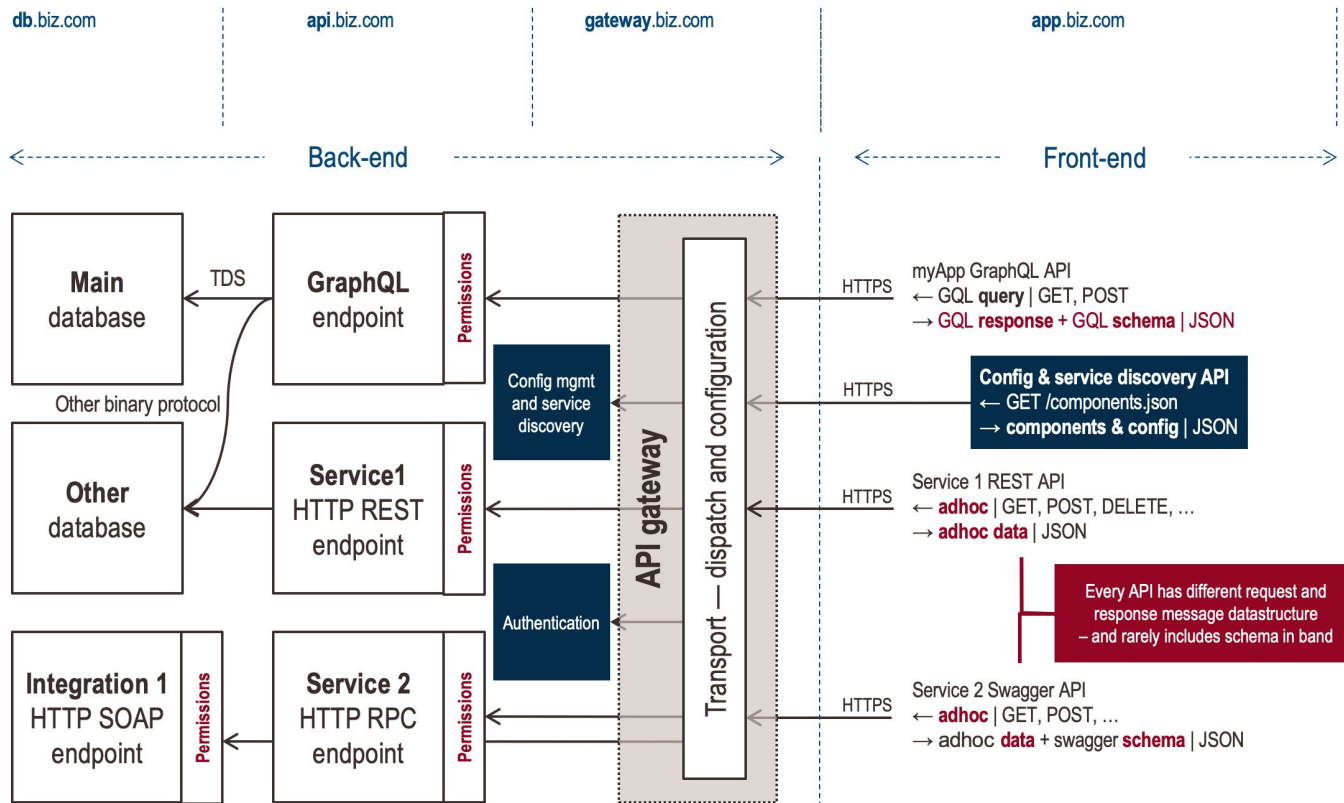 db.biz.com
api.biz.com
gateway.biz.com
app.biz.com
Back-end
Front-end
Main
database
TDS
GraphQL
endpoint
Permissions
Other binary protocol
Config mgmt
and service
discovery
Other
database
Service1
HTTP REST
endpoint
Permissions
Authentication
Integration 1
HTTP SOAP
endpoint
Permissions
Service 2
HTTP RPC
endpoint
Permissions
API gateway
Transport — dispatch and configuration
HTTPS
myApp GraphQL API
← GQL query | GET, POST
→ GQL response + GQL schema | JSON
HTTPS
Config & service discovery API
← GET /components.json
→ components & config | JSON
HTTPS
Service 1 REST API
← adhoc | GET, POST, DELETE, …
→ adhoc data | JSON
Every API has different request and
response message datastructure
– and rarely includes schema in band
HTTPS
Service 2 Swagger API
← adhoc | GET, POST, …
→ adhoc data + swagger schema | JSON